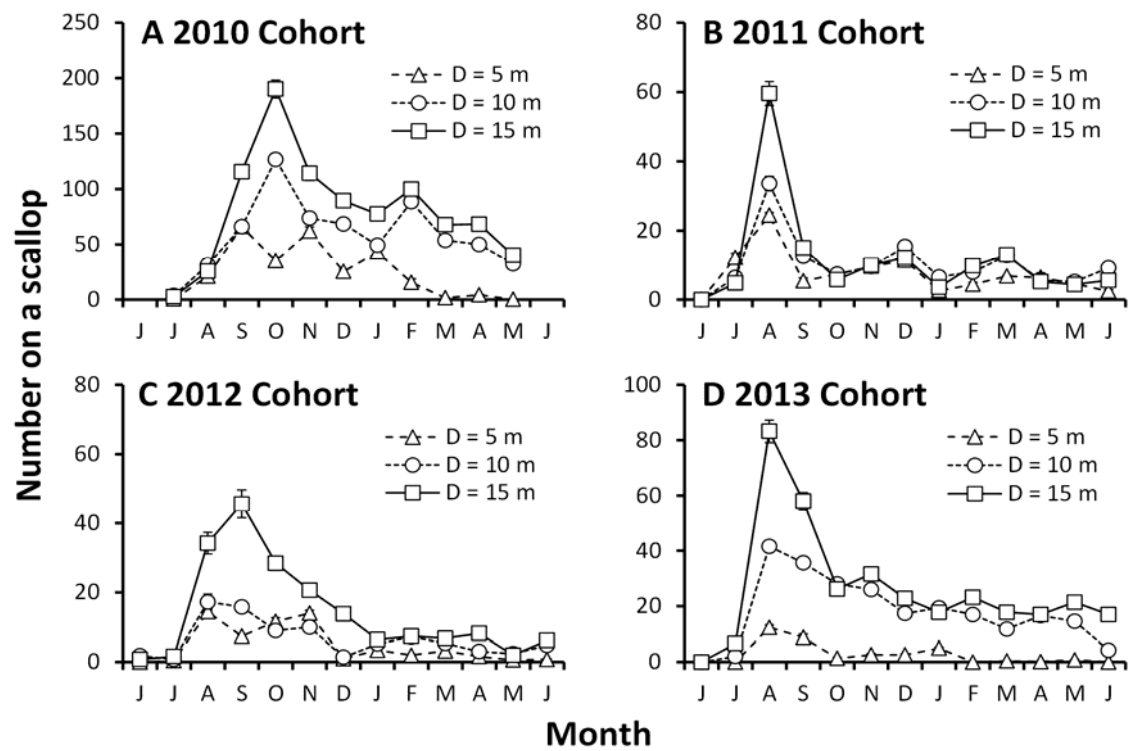 A 2010 Cohort
250
200
150
100
50
0
D = 5 m
D = 10 m
D = 15 m
J J A S O N D J F M A M J
B 2011 Cohort
80
60
40
20
0
D = 5 m
D = 10 m
D = 15 m
J J A S O N D J F M A M J
C 2012 Cohort
80
60
40
20
0
D = 5 m
D = 10 m
D = 15 m
J J A S O N D J F M A M J
D 2013 Cohort
100
80
60
40
20
0
D = 5 m
D = 10 m
D = 15 m
J J A S O N D J F M A M J
Number on a scallop
Month